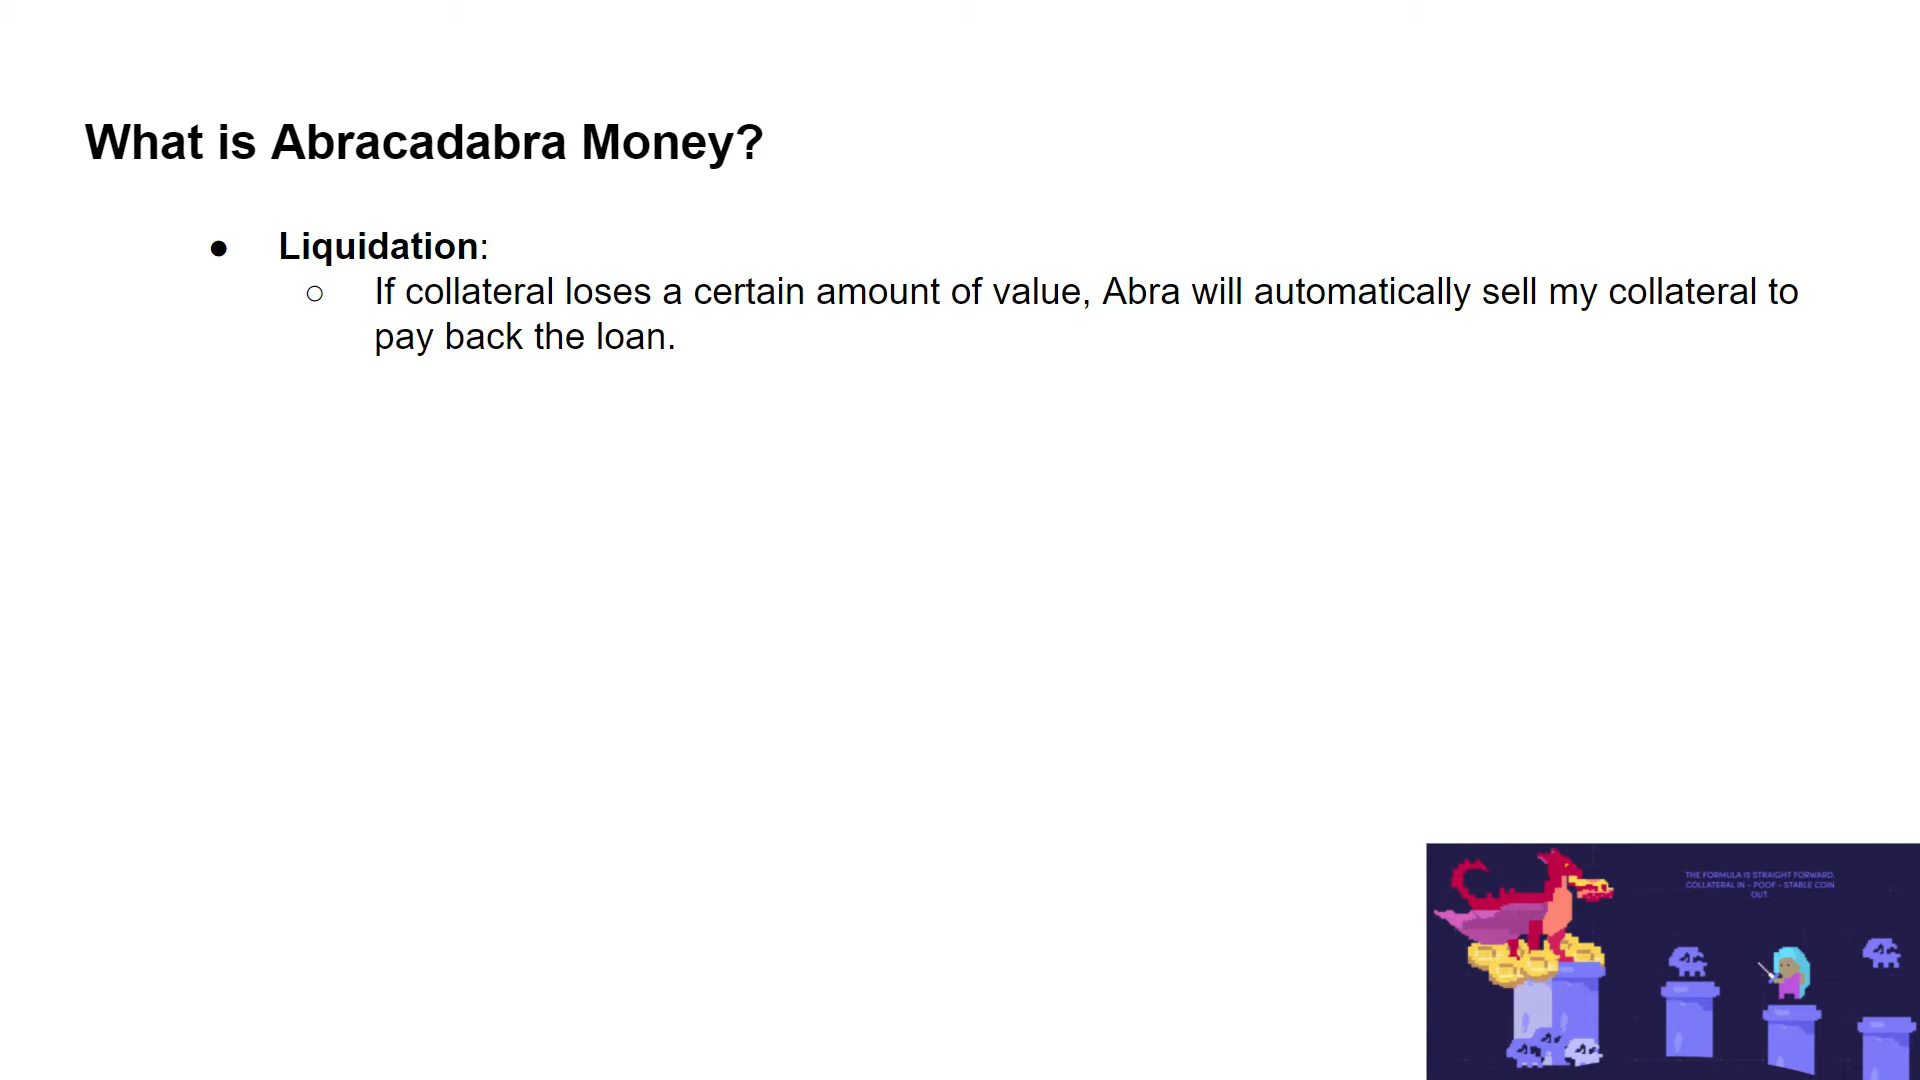 What is Abracadabra Money?
● Liquidation:
○ If collateral loses a certain amount of value, Abra will automatically sell my collateral to
pay back the loan.
THE FORMULA IS STRAIGHT FORWARD.
COLLATERAL IN - POOF - STABLE COIN
OUT.